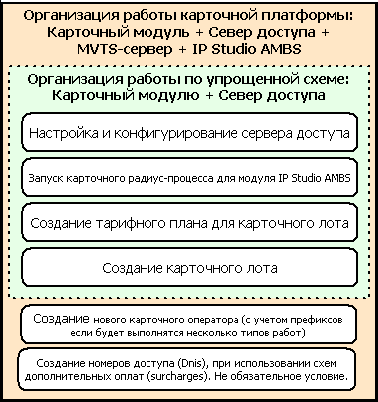 Организация работы карточной платформы:
Карточный модуль + Север доступа +
MVTS-сервер + IP Studio AMBS
Организация работы по упрощенной схеме:
Карточный модулю + Север доступа
Настройка и конфигурирование сервера доступа
Запуск карточного радиус-процесса для модуля IP Studio AMBS
Создание тарифного плана для карточного лота
Создание карточного лота
Создание нового карточного оператора (с учетом префиксов
если будет выполнятся несколько типов работ)
Создание номеров доступа (Dnis), при использовании схем
дополнительных оплат (surcharges). Не обязательное условие.